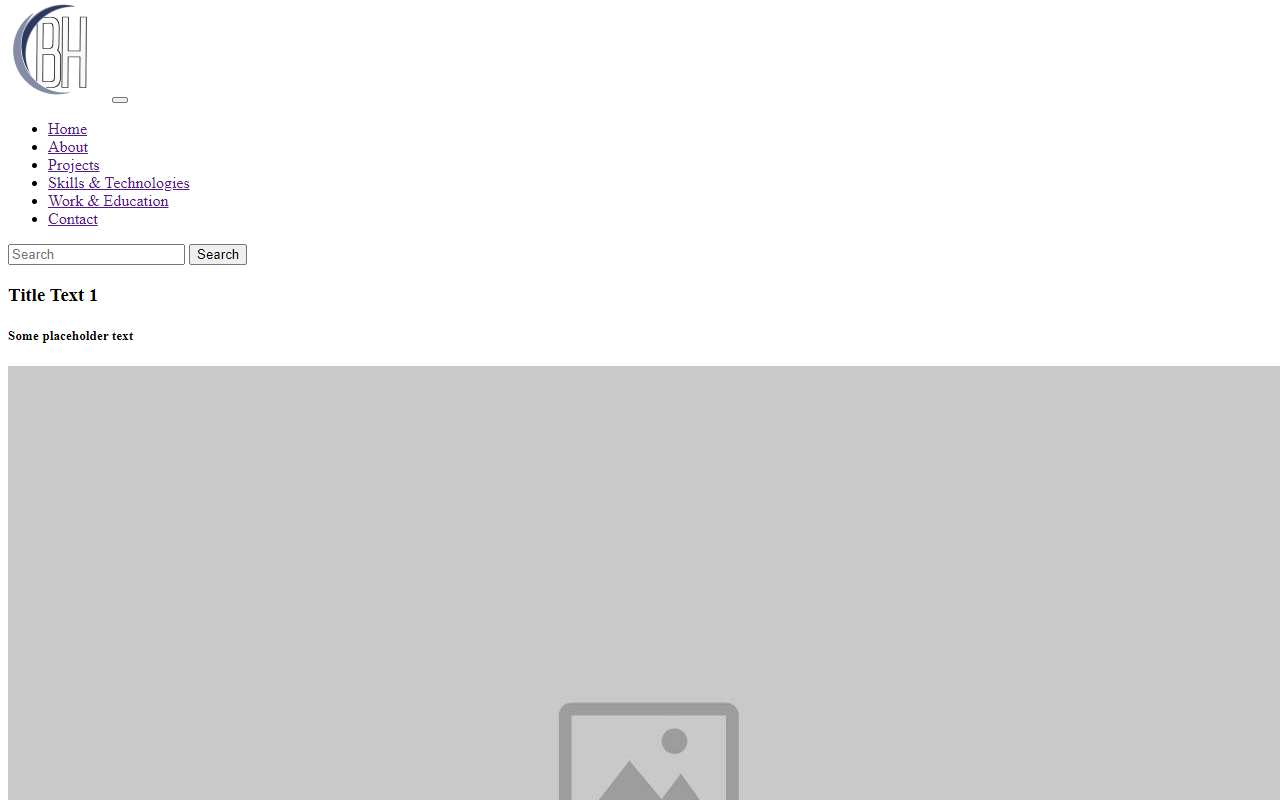 BH
Home
About
Projects
Skills & Technologies
Work & Education
Contact
Search Search
Title Text 1
Some placeholder text